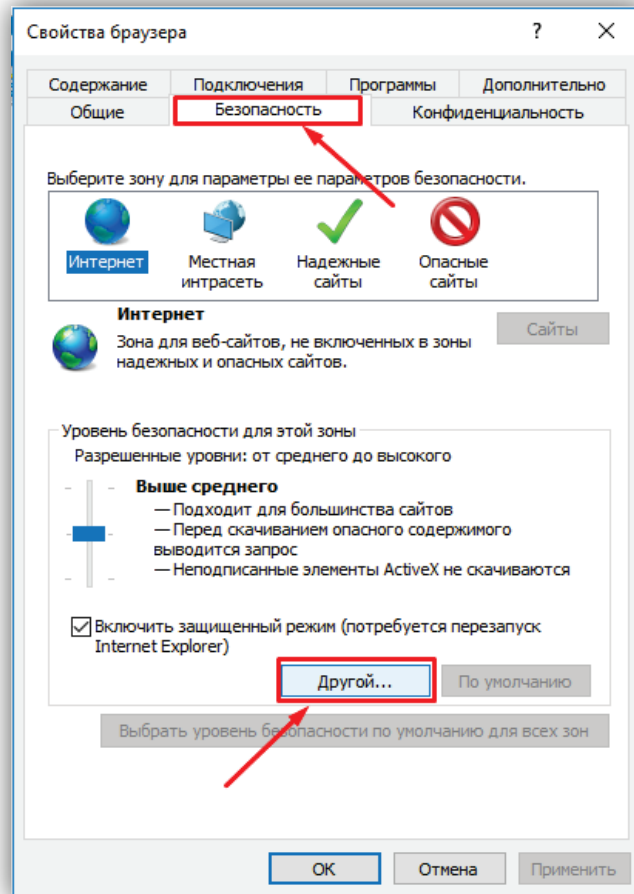 Свойства браузера ?
Содержание Подключения Программы Дополнительно
Общие Безопасность Конфиденциальность
Выберите зону для параметры ее параметров безопасности.
Интернет Местная интрасеть Надежные сайты Опасные сайты
Интернет
Зона для веб-сайтов, не включенных в зоны
надежных и опасных сайтов.
Сайты
Уровень безопасности для этой зоны
Разрешенные уровни: от среднего до высокого
Выше среднего
— Подходит для большинства сайтов
— Перед скачиванием опасного содержимого
выводится запрос
— Неподписанные элементы ActiveX не скачиваются
Включить защищенный режим (потребуется перезапуск
Internet Explorer)
Другой... По умолчанию
Выбрать уровень безопасности по умолчанию для всех зон
ОК Отмена Применить